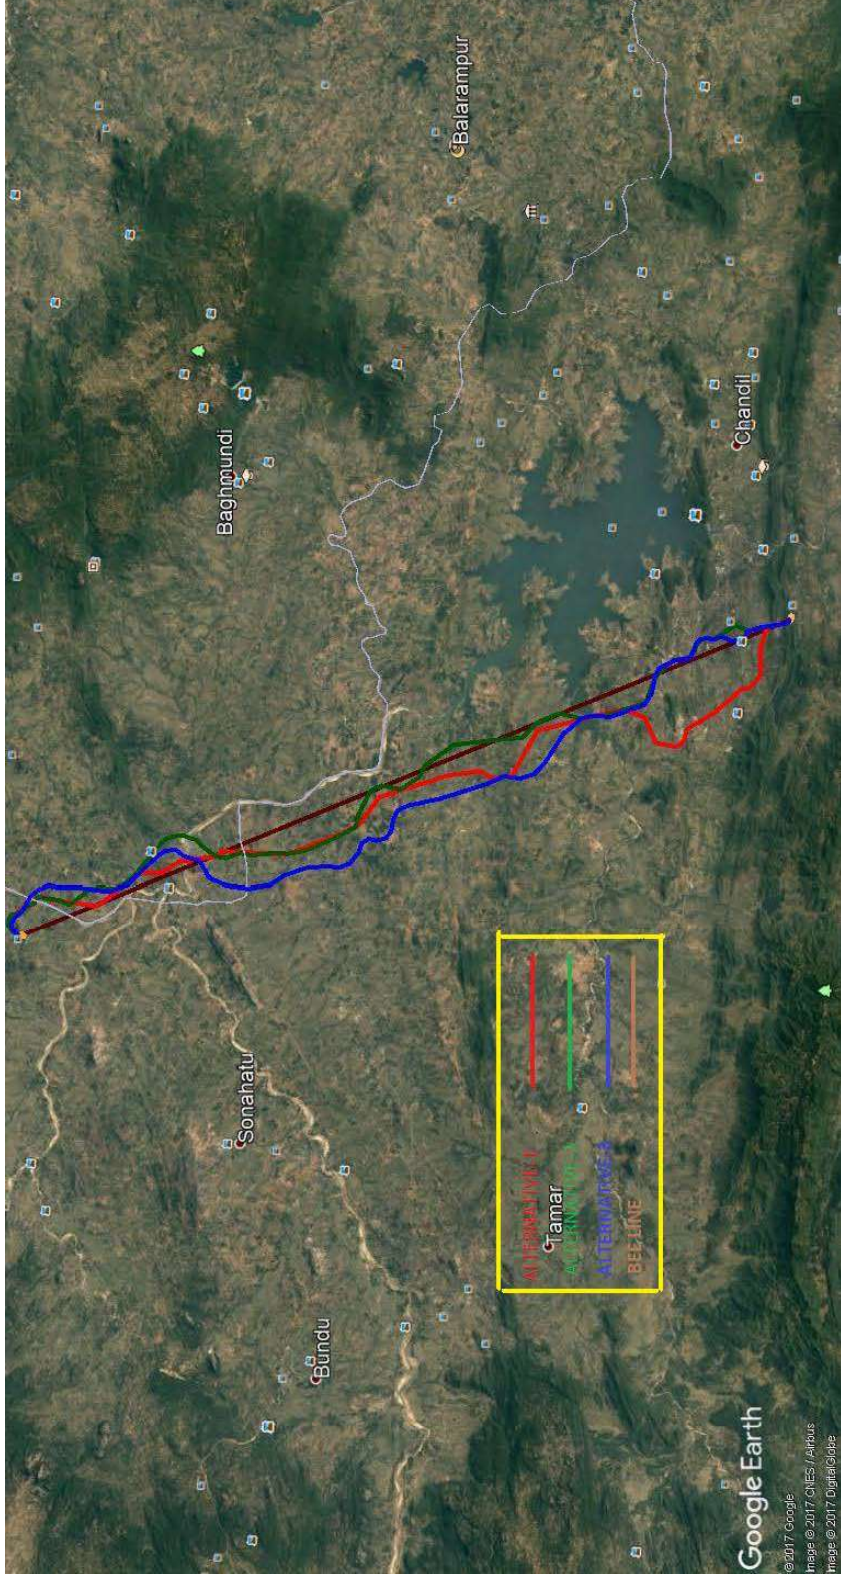 Baghmundi
Sonahatu
Bundu
Balarampur
ALTERNATIVE-1
Tamar
ALTERNATIVE-3
BEE LINE
Chandil
Google Earth
©2017 Google
Image © 2017 CNES / Airbus
Image © 2017 DigitalGlobe